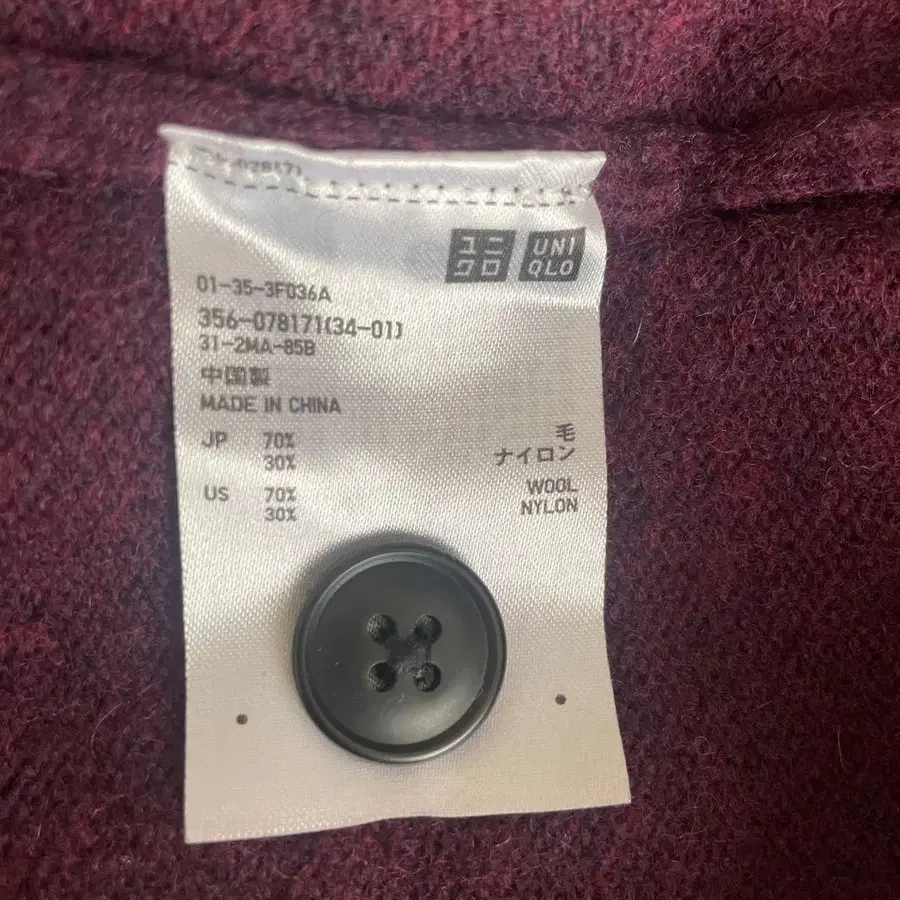 ユニ
クロ
UNI
QLO
01-35-3F036A
356-078171(34-01)
31-2MA-85B
中国製
MADE IN CHINA
JP 70% 毛
30% ナイロン
US 70% WOOL
30% NYLON